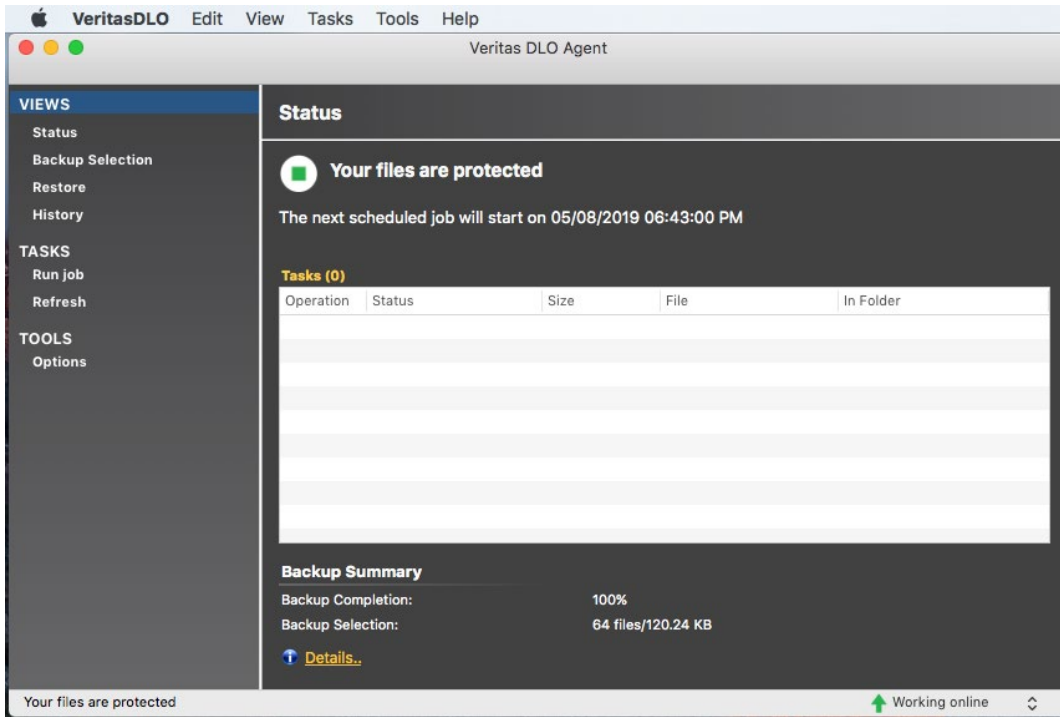 VeritasDLO Edit View Tasks Tools Help
Veritas DLO Agent
VIEWS
Status
Backup Selection
Restore
History
TASKS
Run job
Refresh
TOOLS
Options
Status
Your files are protected
The next scheduled job will start on 05/08/2019 06:43:00 PM
Tasks (0)
Operation Status Size File In Folder
Backup Summary
Backup Completion: 100%
Backup Selection: 64 files/120.24 KB
Details..
Your files are protected Working online